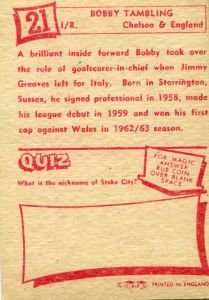 21
BOBBY TAMBLING
I/R. Chelsea & England
A brilliant inside forward Bobby took over
the role of goalscorer-in-chief when Jimmy
Greaves left for Italy. Born in Storrington,
Sussex, he signed professional in 1958, made
his league debut in 1959 and won his first
cap against Wales in 1962/63 season.
QUIZ
FOR MAGIC
ANSWER
RUB COIN
OVER BLANK
SPACE
What is the nickname of Stoke City?
PRINTED IN ENGLAND